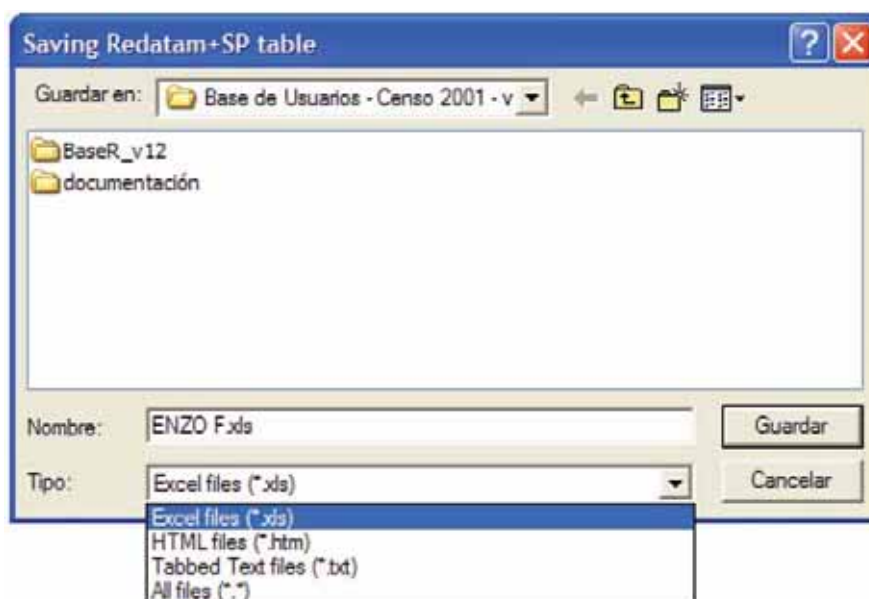 Saving Redatam+SP table
Guardar en: Base de Usuarios - Censo 2001 - v
BaseR_v12
documentación
Nombre: ENZO F.xls Guardar
Tipo: Excel files (*.xls) Cancelar
Excel files (*.xls)
HTML files (*.htm)
Tabbed Text files (*.txt)
All files (*.*)